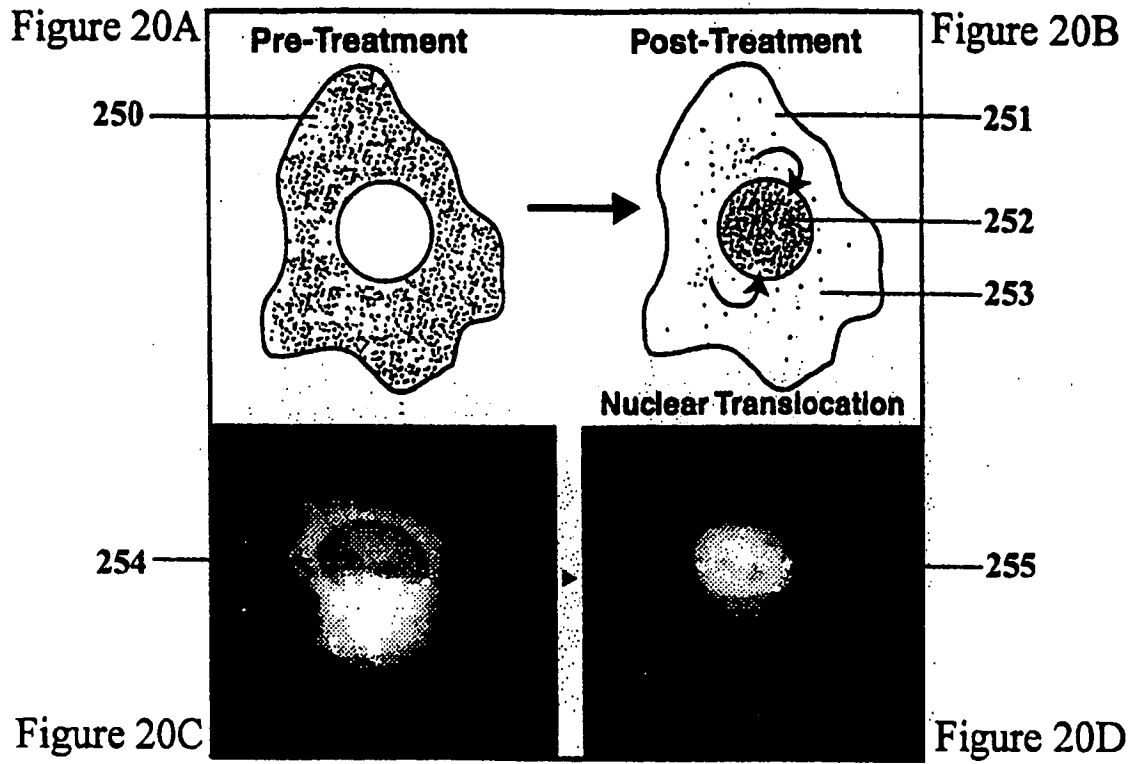 Figure 20A
Pre-Treatment
Post-Treatment
Figure 20B
250
251
252
253
Nuclear Translocation
254
255
Figure 20C
Figure 20D